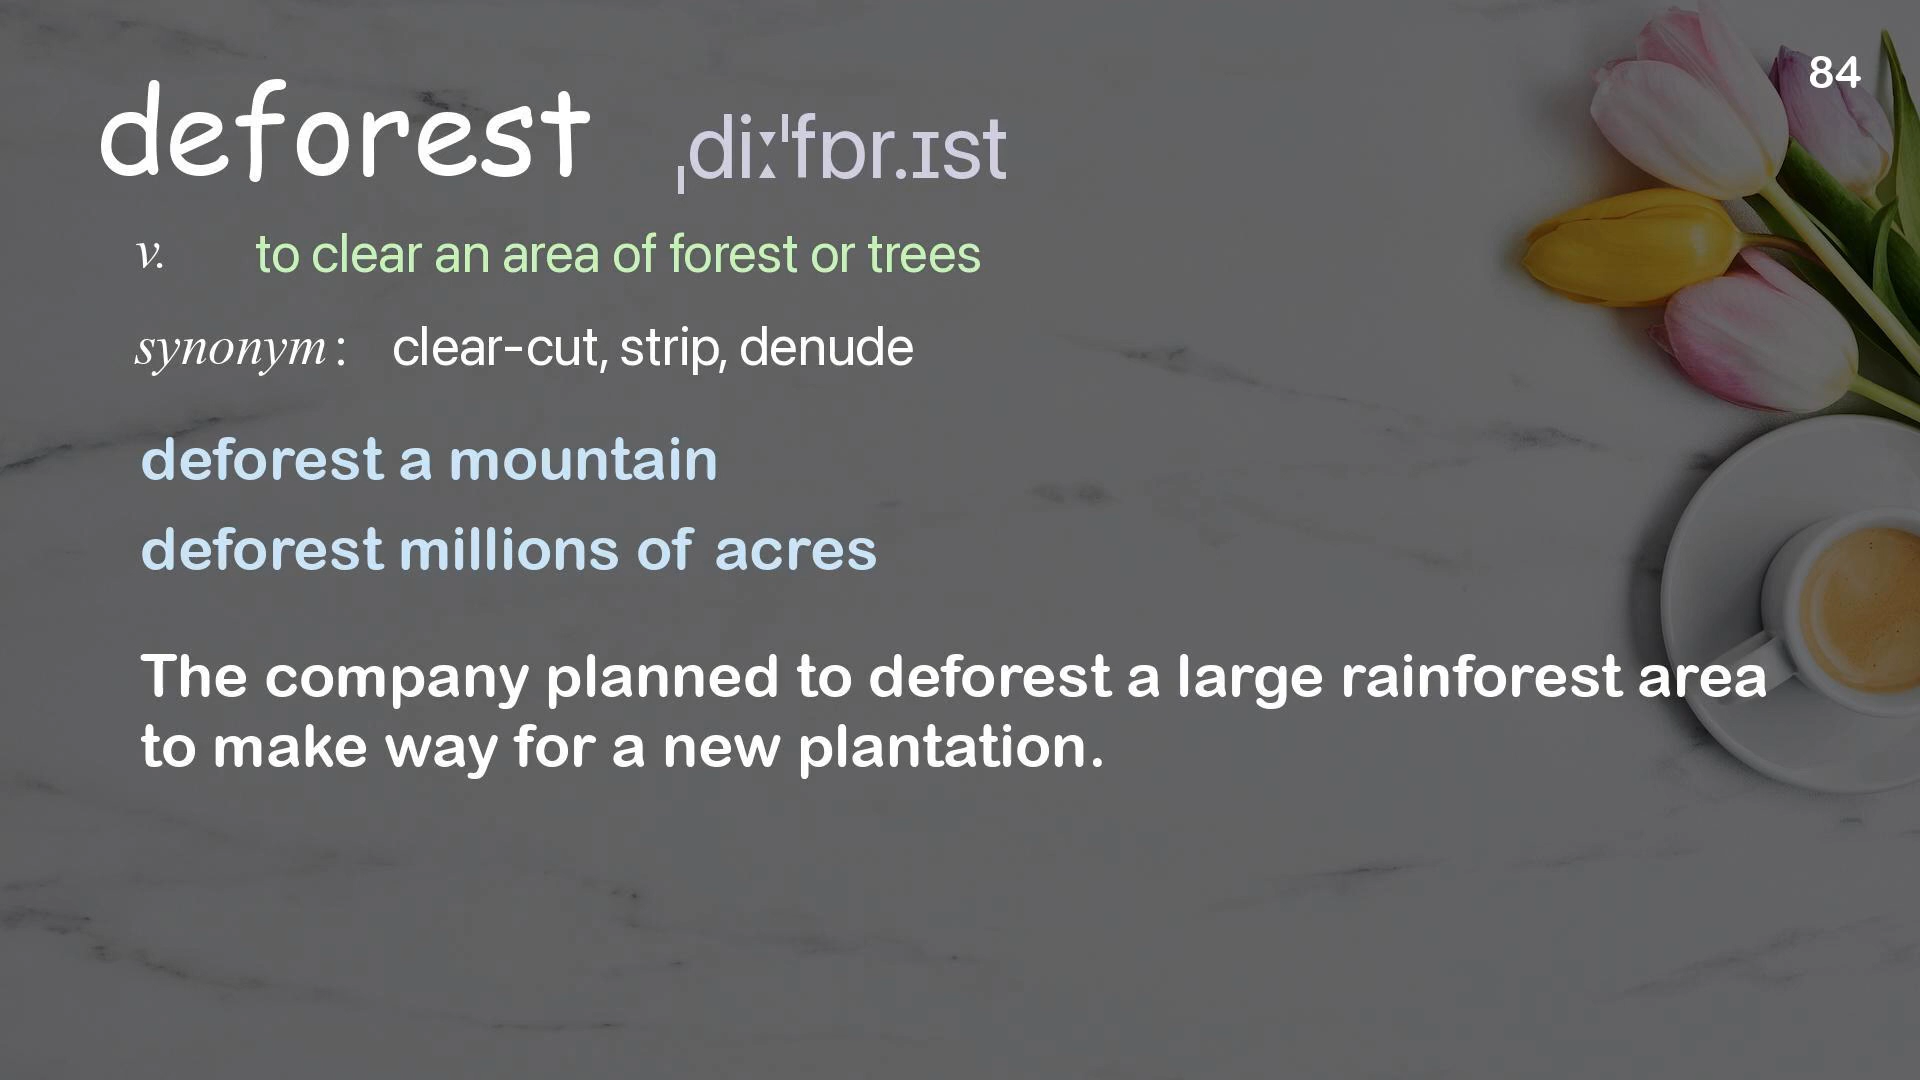 84
deforest ˌdiːˈfɒr.ɪst
v. to clear an area of forest or trees
synonym : clear-cut, strip, denude
deforest a mountain
deforest millions of acres
The company planned to deforest a large rainforest area
to make way for a new plantation.